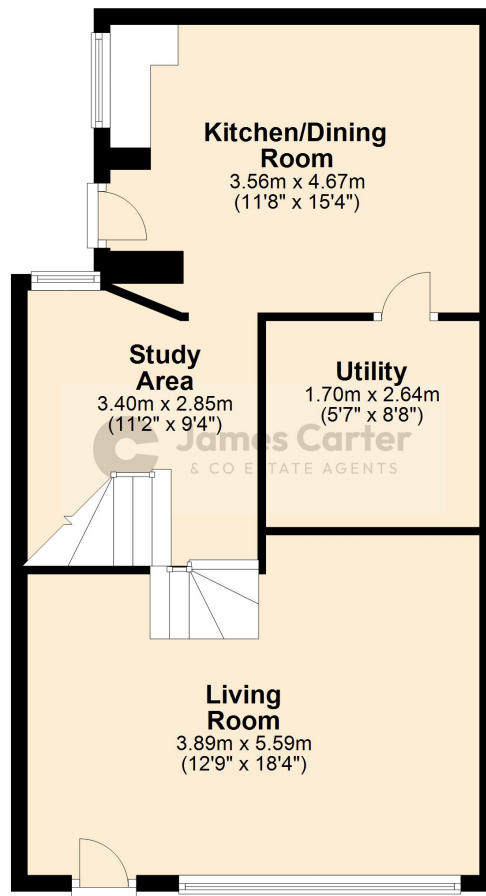 Kitchen/Dining
Room
3.56m x 4.67m
(11'8" x 15'4")
Study
Area
3.40m x 2.85m
(11'2" x 9'4")
Utility
1.70m x 2.64m
(5'7" x 8'8")
James Carter
& CO ESTATE AGENTS
Living
Room
3.89m x 5.59m
(12'9" x 18'4")